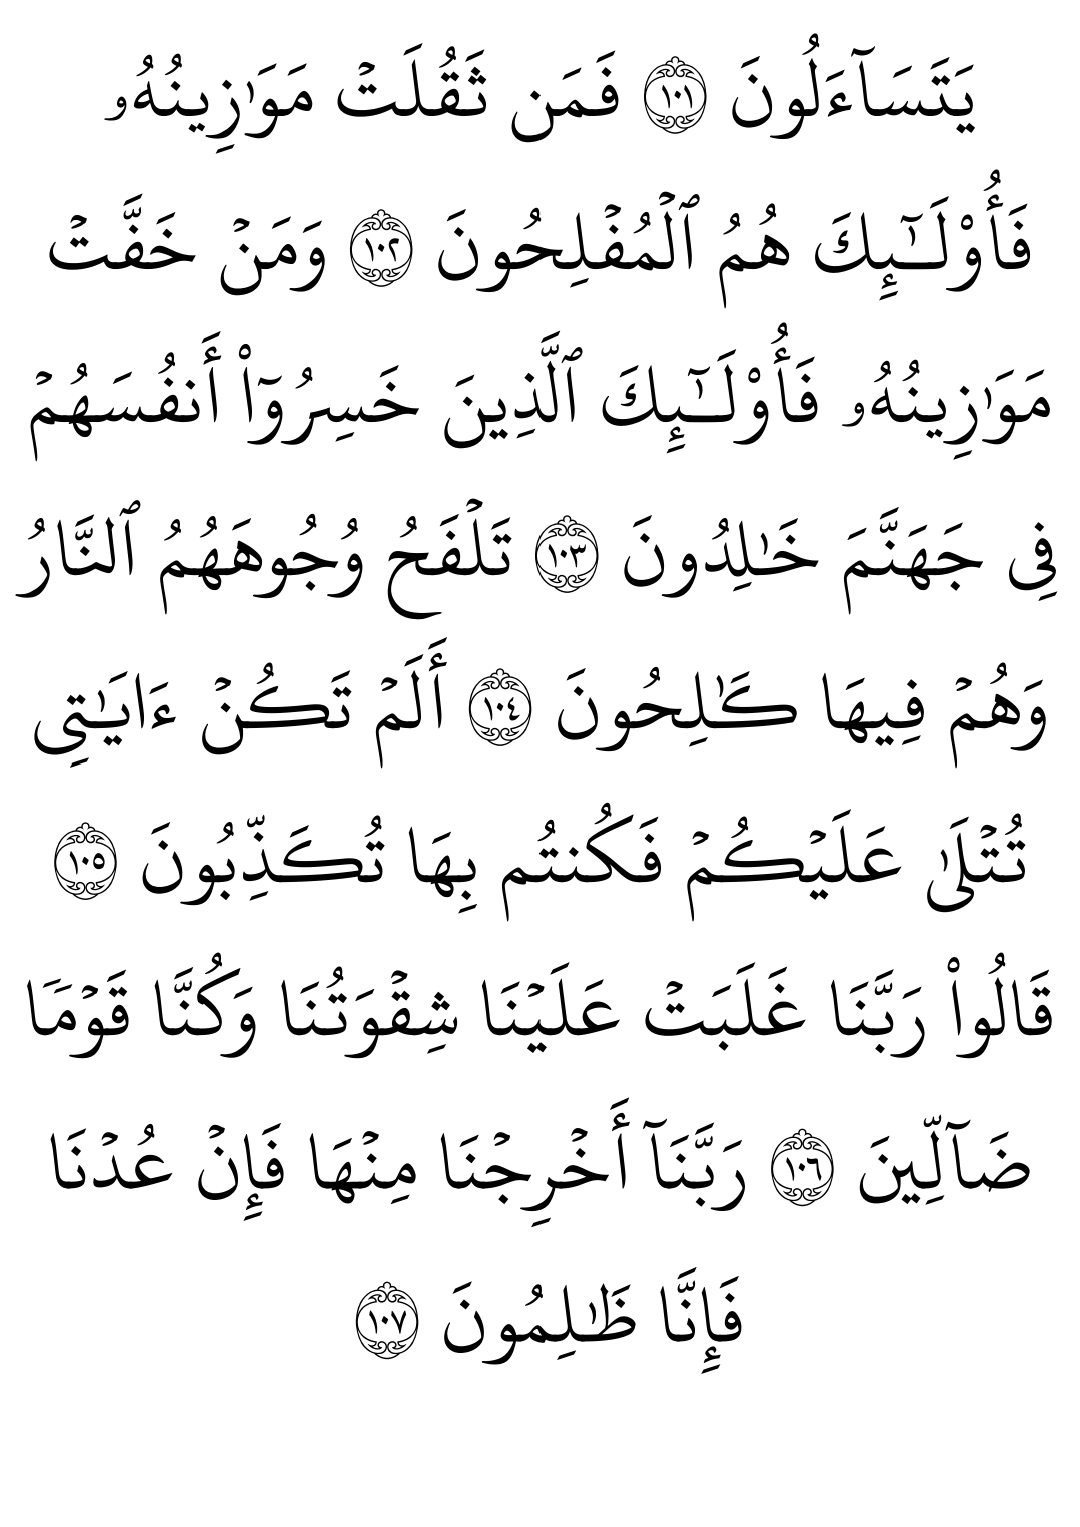 يَتَسَآءَلُونَ ١٠١ فَمَن ثَقُلَتۡ مَوَٰزِينُهُۥ
فَأُوْلَـٰٓئِكَ هُمُ ٱلۡمُفۡلِحُونَ ١٠٢ وَمَنۡ خَفَّتۡ
مَوَٰزِينُهُۥ فَأُوْلَـٰٓئِكَ ٱلَّذِينَ خَسِرُوٓاْ أَنفُسَهُمۡ
فِي جَهَنَّمَ خَٰلِدُونَ ١٠٣ تَلۡفَحُ وُجُوهَهُمُ ٱلنَّارُ
وَهُمۡ فِيهَا كَٰلِحُونَ ١٠٤ أَلَمۡ تَكُنۡ ءَايَٰتِي
تُتۡلَىٰ عَلَيۡكُمۡ فَكُنتُم بِهَا تُكَذِّبُونَ ١٠٥
قَالُواْ رَبَّنَا غَلَبَتۡ عَلَيۡنَا شِقۡوَتُنَا وَكُنَّا قَوۡمٗا
ضَآلِّينَ ١٠٦ رَبَّنَآ أَخۡرِجۡنَا مِنۡهَا فَإِنۡ عُدۡنَا
فَإِنَّا ظَٰلِمُونَ ١٠٧